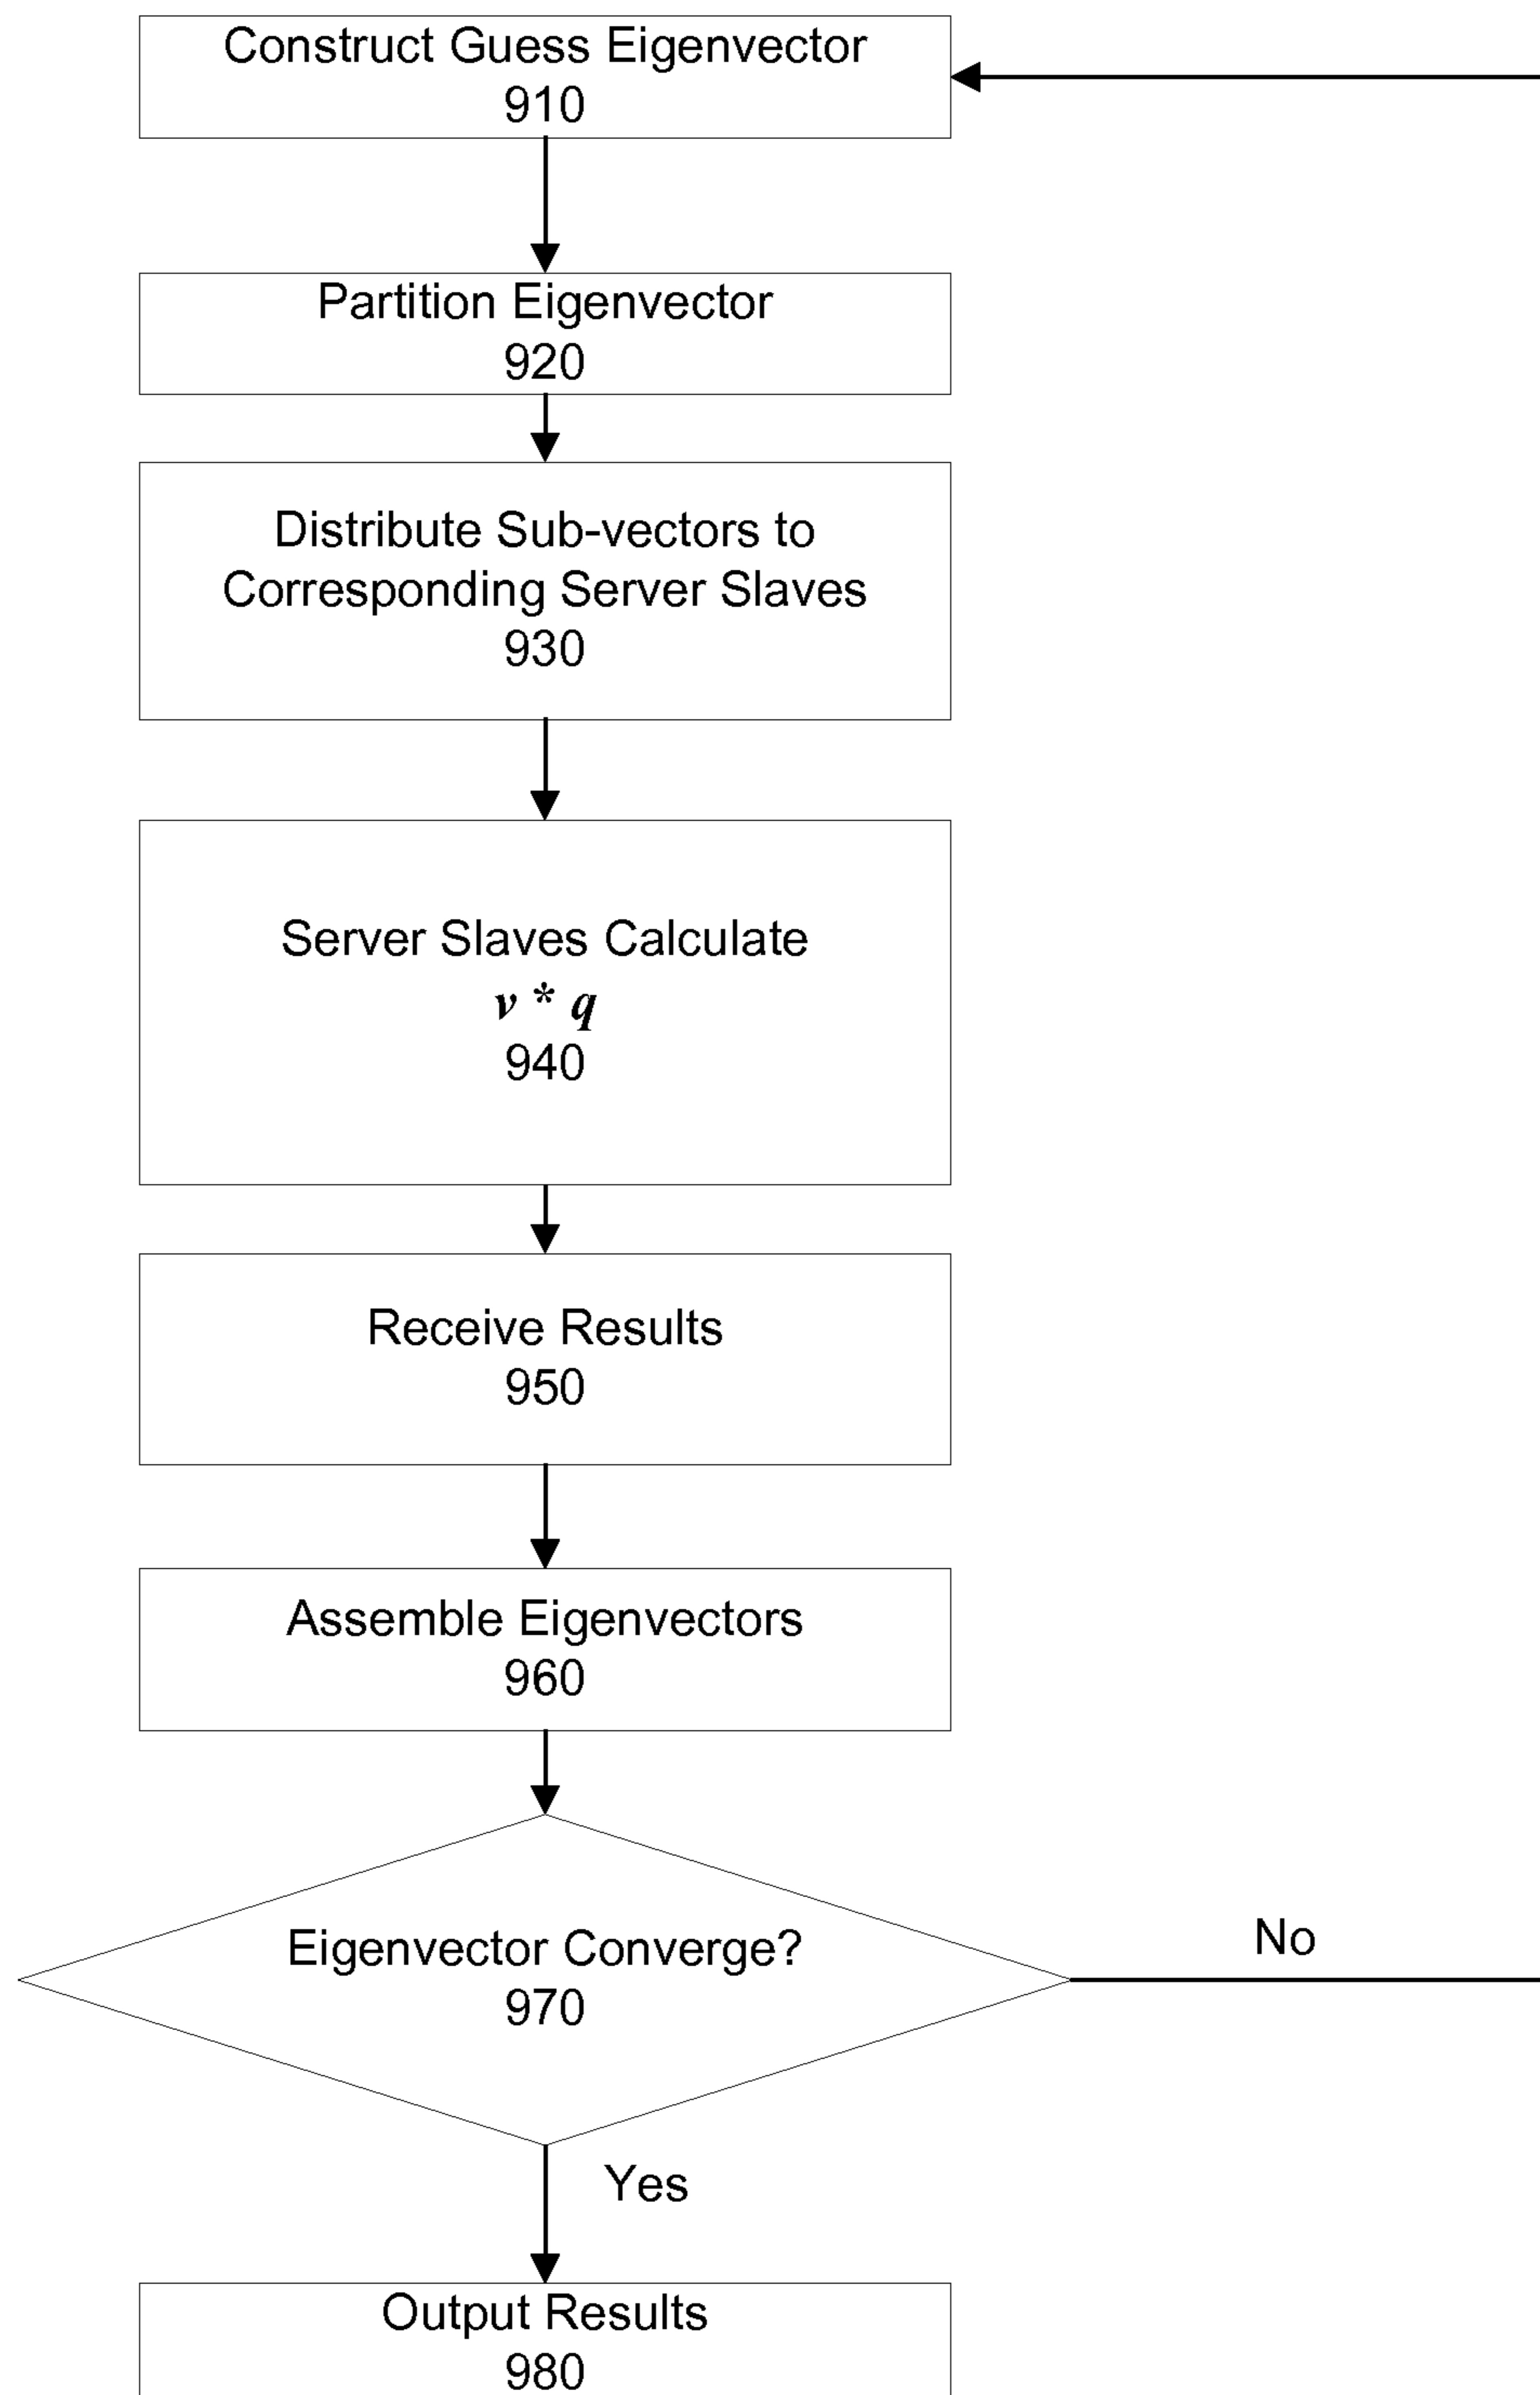 Construct Guess Eigenvector
910
Partition Eigenvector
920
Distribute Sub-vectors to
Corresponding Server Slaves
930
Server Slaves Calculate
v * q
940
Receive Results
950
Assemble Eigenvectors
960
Eigenvector Converge?
970
No
Yes
Output Results
980